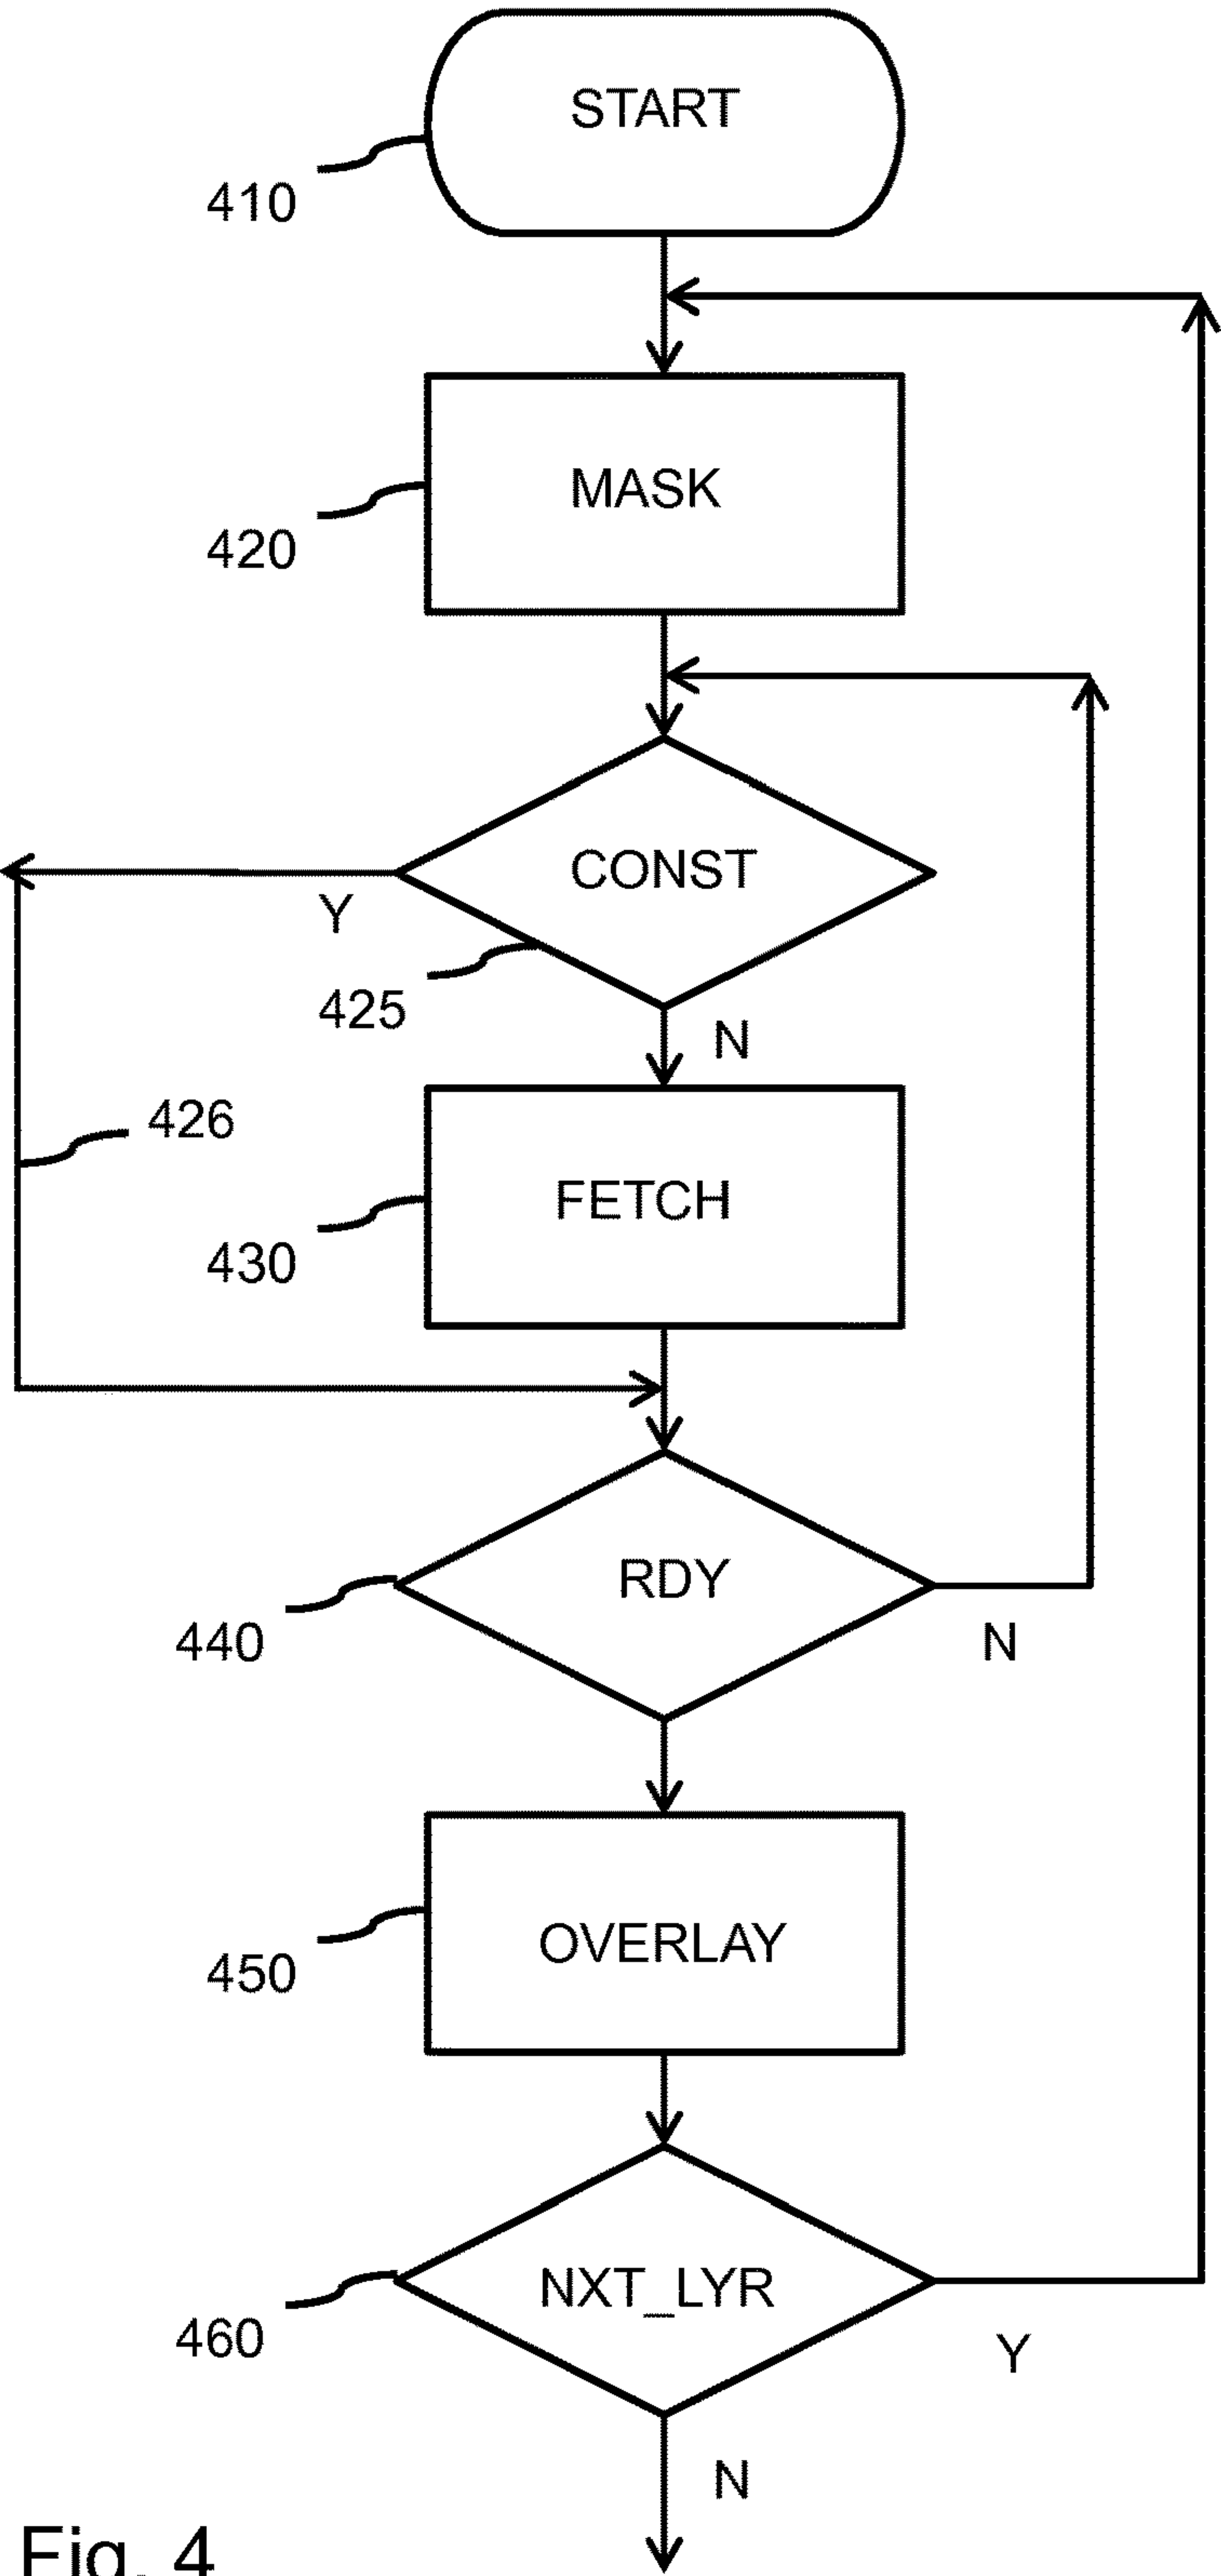 START
410
MASK
420
CONST
Y
425
N
426
FETCH
430
RDY
440
N
OVERLAY
450
NXT_LYR
460
Y
N
Fig. 4